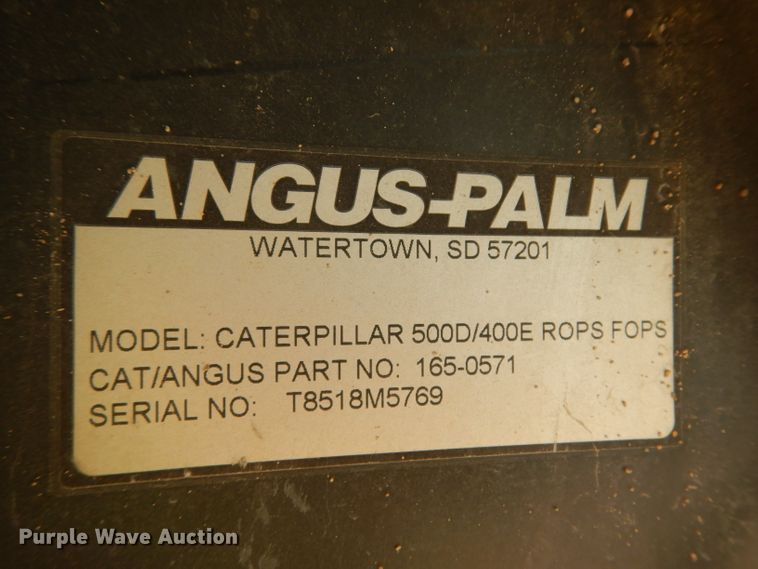 ANGUS-PALM
WATERTOWN, SD 57201
MODEL: CATERPILLAR 500D/400E ROPS FOPS
CAT/ANGUS PART NO: 165-0571
SERIAL NO: T8518M5769
Purple Wave Auction